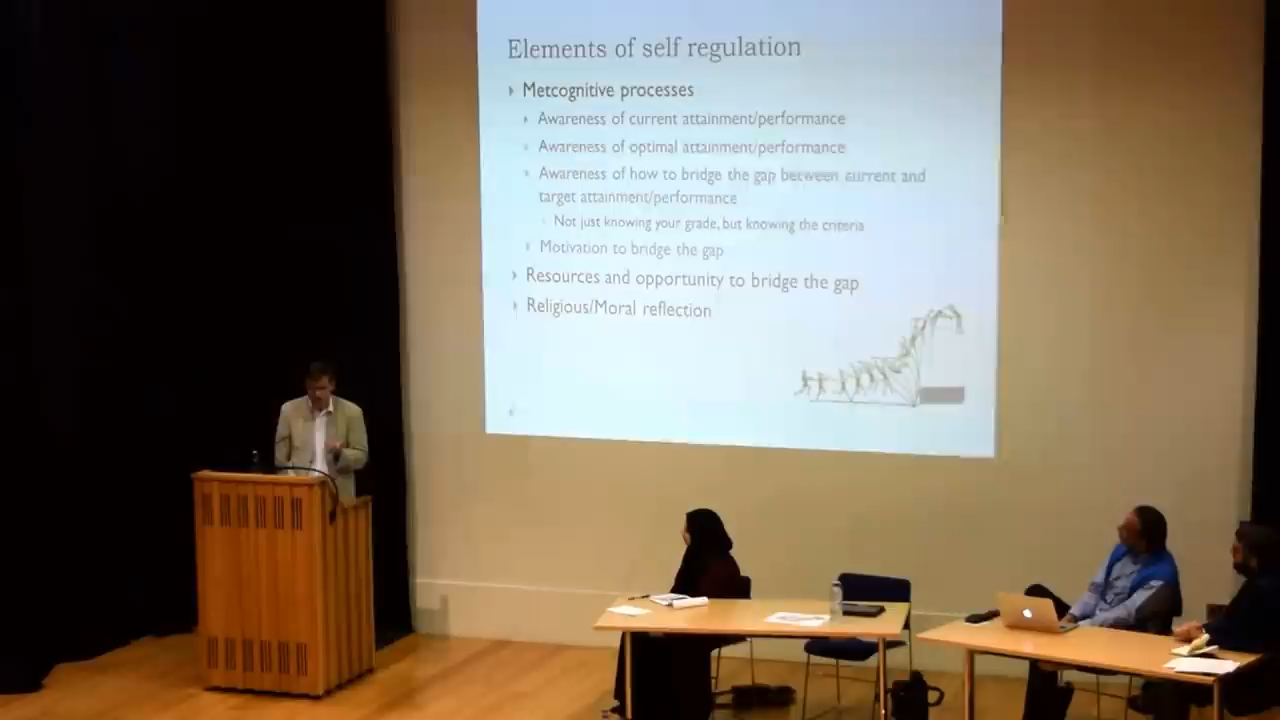 Elements of self regulation
Metcognitive processes
Awareness of current attainment/performance
Awareness of optimal attainment/performance
Awareness of how to bridge the gap between current and
target attainment/performance
Not just knowing your grade, but knowing the criteria
Motivation to bridge the gap
Resources and opportunity to bridge the gap
Religious/Moral reflection